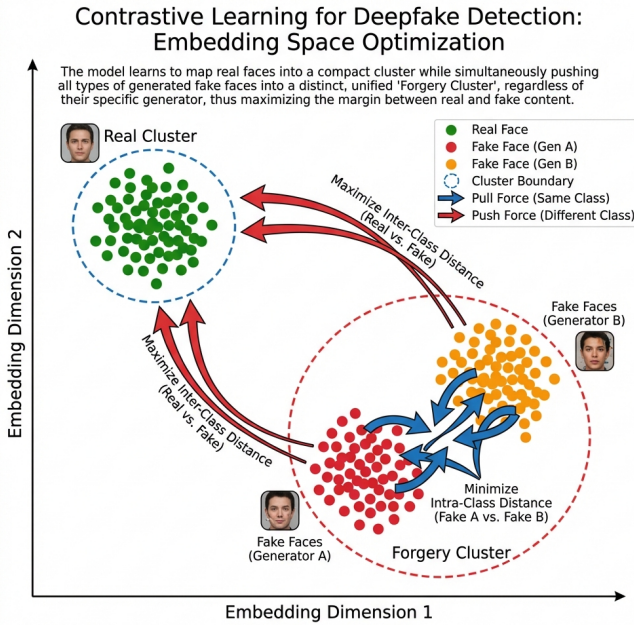 Contrastive Learning for Deepfake Detection:
Embedding Space Optimization
The model learns to map real faces into a compact cluster while simultaneously pushing
all types of generated fake faces into a distinct, unified 'Forgery Cluster', regardless of
their specific generator, thus maximizing the margin between real and fake content.
Real Cluster
Real Face
Fake Face (Gen A)
Fake Face (Gen B)
Cluster Boundary
Pull Force (Same Class)
Push Force (Different Class)
Maximize Inter-Class Distance
(Real vs. Fake)
Fake Faces
(Generator B)
Maximize Inter-Class Distance
(Real vs. Fake)
Minimize
Intra-Class Distance
(Fake A vs. Fake B)
Fake Faces
(Generator A)
Forgery Cluster
Embedding Dimension 2
Embedding Dimension 1